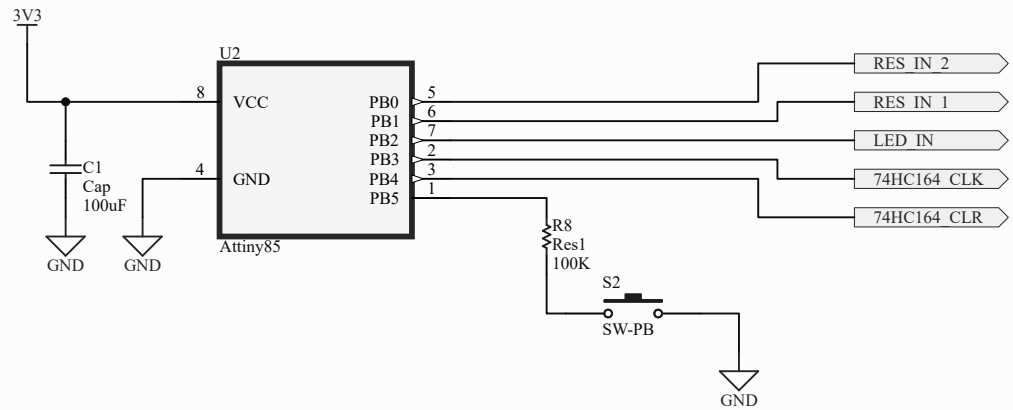 3V3
U2
8
VCC
PB0
5
RES_IN_2
PB1
6
RES_IN_1
PB2
7
LED_IN
4
GND
PB3
2
74HC164_CLK
PB4
3
74HC164_CLR
PB5
1
C1
Cap
100uF
GND
GND
Attiny85
R8
Res1
100K
S2
SW-PB
GND